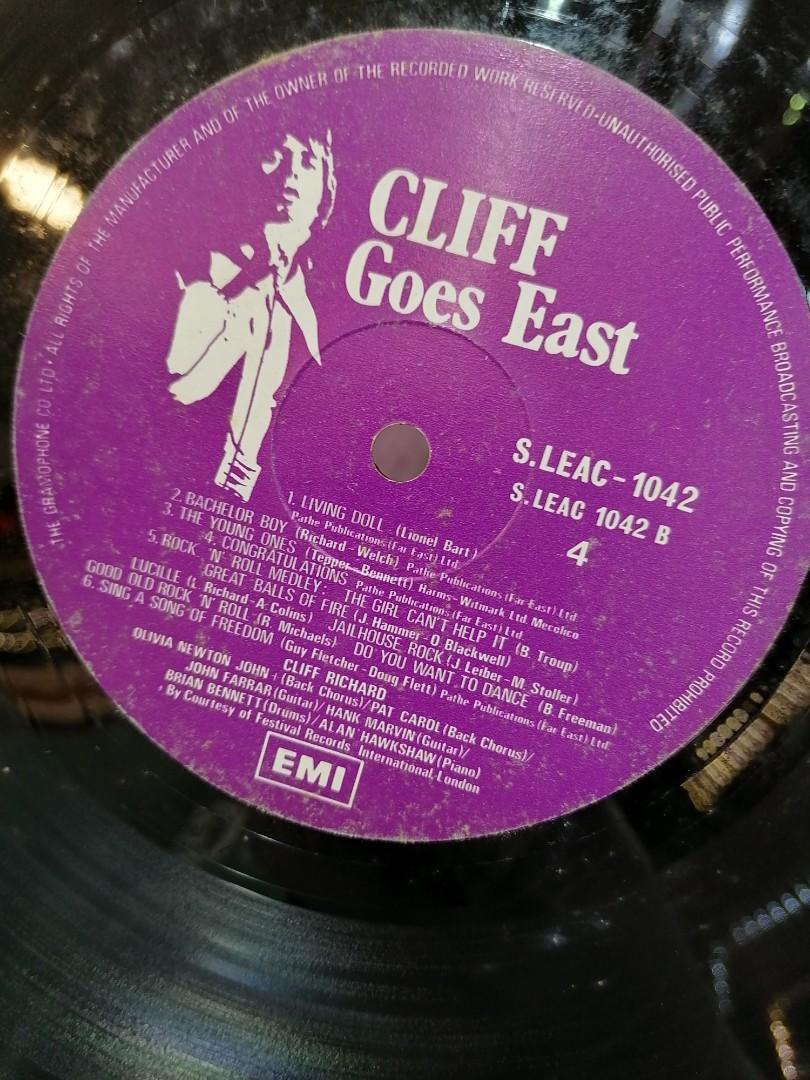 THE GRAMOPHONE CO LTD · ALL RIGHTS OF THE MANUFACTURER AND OF THE OWNER OF THE RECORDED WORK RESERVED-UNAUTHORISED PUBLIC PERFORMANCE BROADCASTING AND COPYING OF THIS RECORD PROHIBITED
CLIFF
Goes East
S.LEAC-1042
S.LEAC 1042 B
4
1. LIVING DOLL (Lionel Bart)
Pathe Publications (Far East) Ltd
2. BACHELOR BOY (Richard-Welch) Pathe Publications (Far East) Ltd
3. THE YOUNG ONES (Tepper-Bennett) Harms-Witmark Ltd Mecolico
4. CONGRATULATIONS Pathe Publications (Far East) Ltd
5. ROCK 'N' ROLL MEDLEY: THE GIRL CAN'T HELP IT (B. Troup)
GREAT BALLS OF FIRE (J. Hammer-O Blackwell)
LUCILLE (L. Richard-A Colins) JAILHOUSE ROCK (J. Leiber-M. Stoller)
GOOD OLD ROCK 'N' ROLL (R. Michaels) DO YOU WANT TO DANCE (B. Freeman)
6. SING A SONG OF FREEDOM (Guy Fletcher-Doug Flett) Pathe Publications (Far East) Ltd
CLIFF RICHARD
OLIVIA NEWTON JOHN (Back Chorus)/PAT CAROL (Back Chorus)/
JOHN FARRAR (Guitar)/HANK MARVIN (Guitar)/
BRIAN BENNETT (Drums)/ALAN HAWKSHAW (Piano)
By Courtesy of Festival Records International, London
EMI